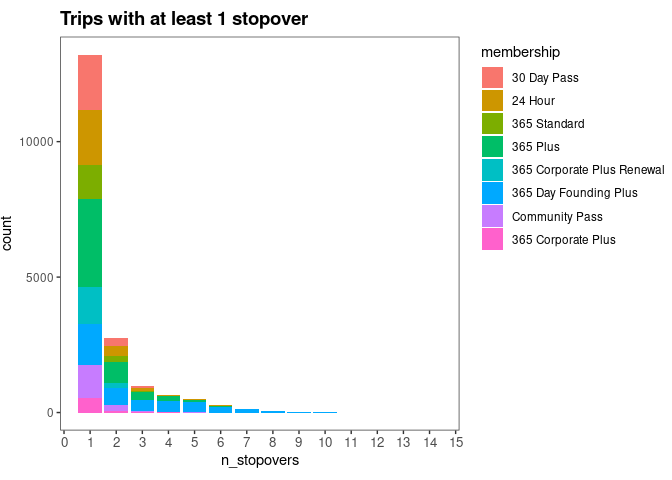 Trips with at least 1 stopover
count
10000
5000
0
0 1 2 3 4 5 6 7 8 9 10 11 12 13 14 15
n_stopovers
membership
30 Day Pass
24 Hour
365 Standard
365 Plus
365 Corporate Plus Renewal
365 Day Founding Plus
Community Pass
365 Corporate Plus